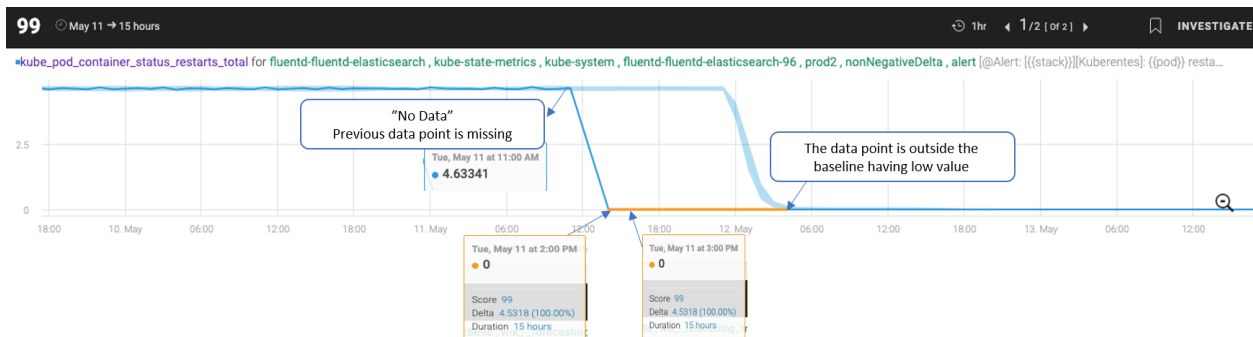 99 May 11 → 15 hours 1hr 1/2 [ of 2 ] INVESTIGATE
kube_pod_container_status_restarts_total for fluentd-fluentd-elasticsearch , kube-state-metrics , kube-system , fluentd-fluentd-elasticsearch-96 , prod2 , nonNegativeDelta , alert [@Alert: [{{stack}}][Kuberentes]: {{pod}} resta...
”No Data”
Previous data point is missing
The data point is outside the
baseline having low value
2.5
0
Tue, May 11 at 11:00 AM
4.63341
18:00 10. May 06:00 12:00 18:00 11. May 06:00 12:00 18:00 12. May 06:00 12:00 18:00 13. May 06:00 12:00
Tue, May 11 at 2:00 PM
0
Score 99
Delta 4.5318 (100.00%)
Duration 15 hours
Tue, May 11 at 3:00 PM
0
Score 99
Delta 4.5318 (100.00%)
Duration 15 hours